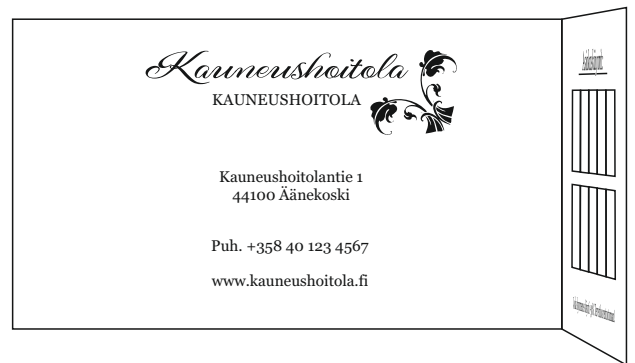 Kauneushoitola
KAUNEUSHOITOLA
Kauneushoitolantie 1
44100 Äänekoski
Puh. +358 40 123 4567
www.kauneushoitola.fi